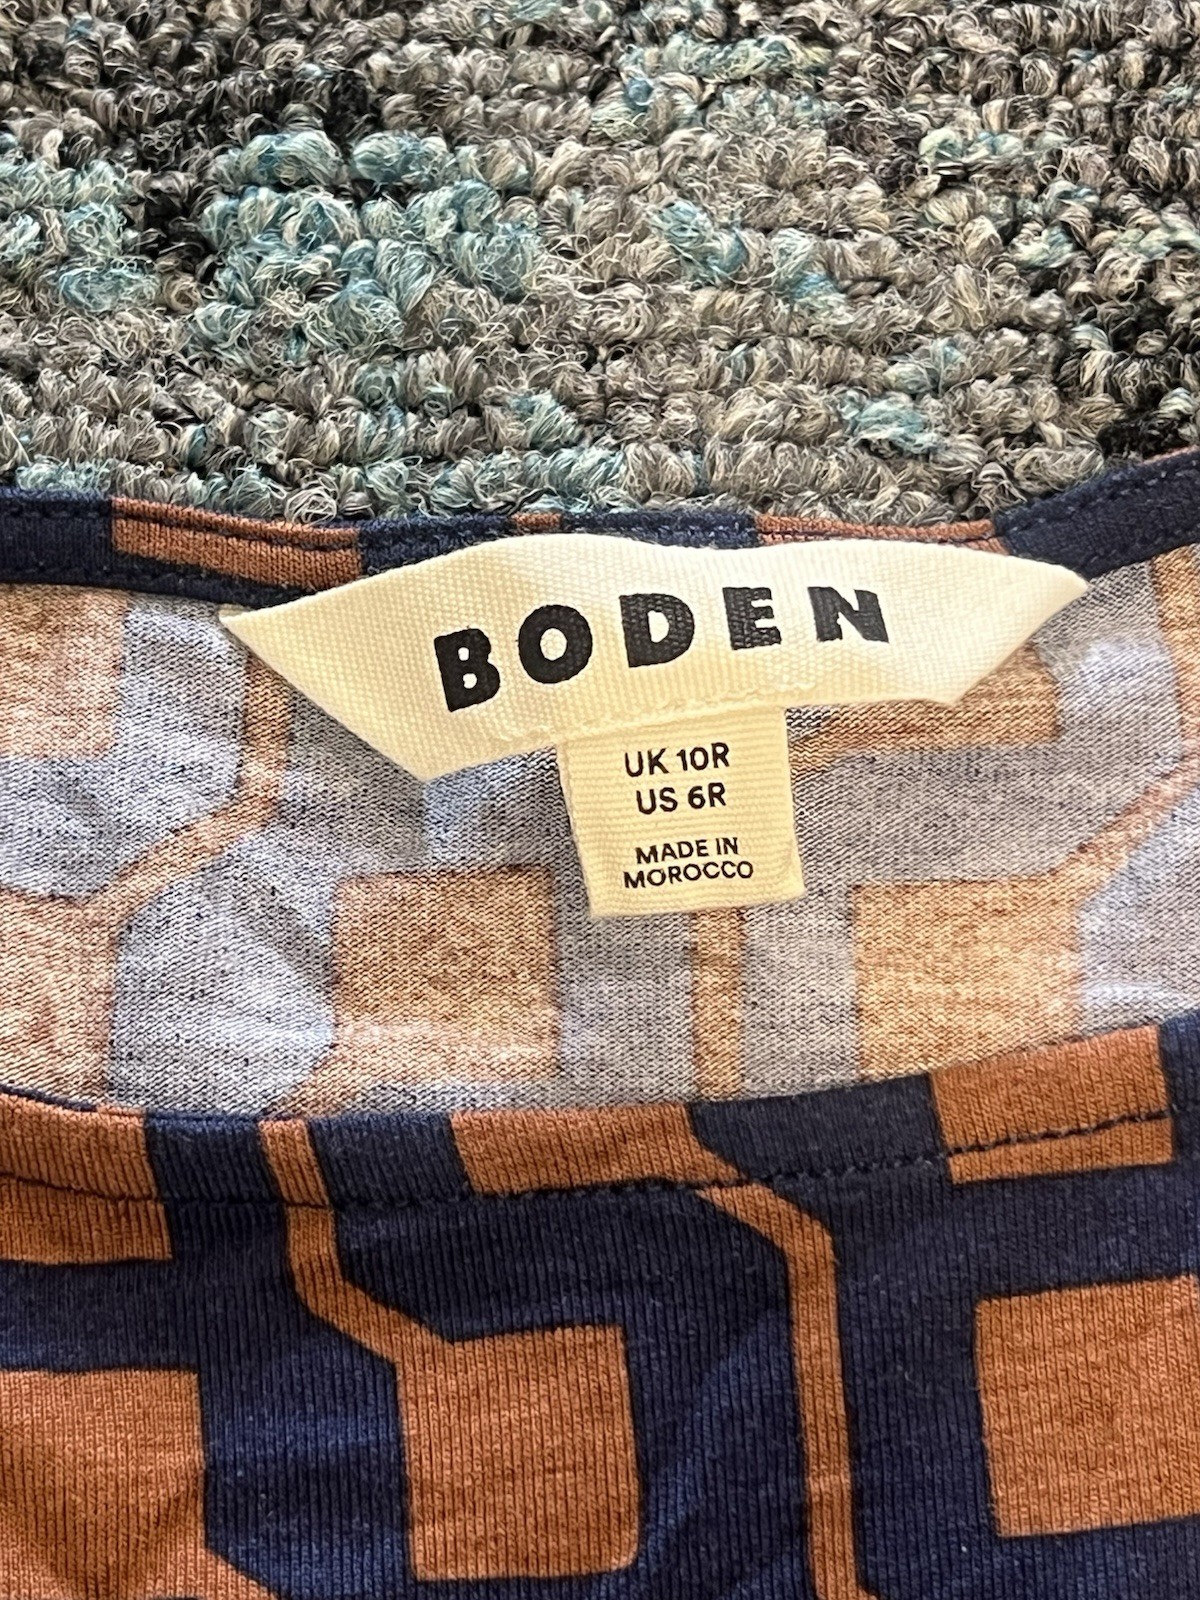 BODEN
UK 10R
US 6R
MADE IN
MOROCCO